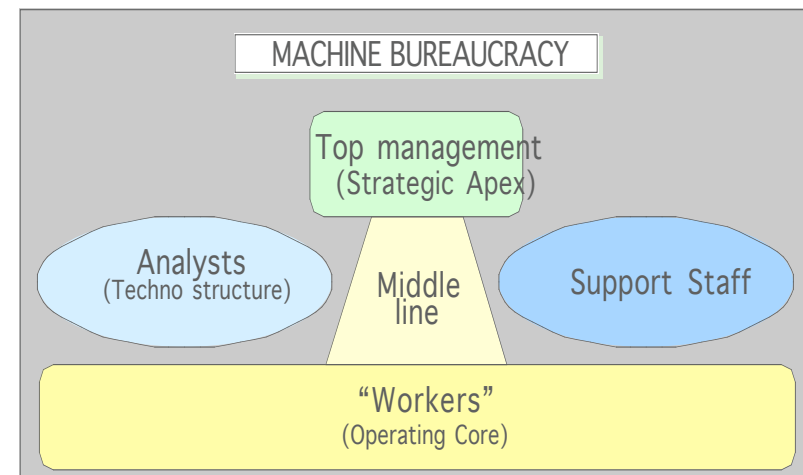 MACHINE BUREAUCRACY
Top management
(Strategic Apex)
Analysts
(Techno structure)
Middle
line
Support Staff
“Workers”
(Operating Core)